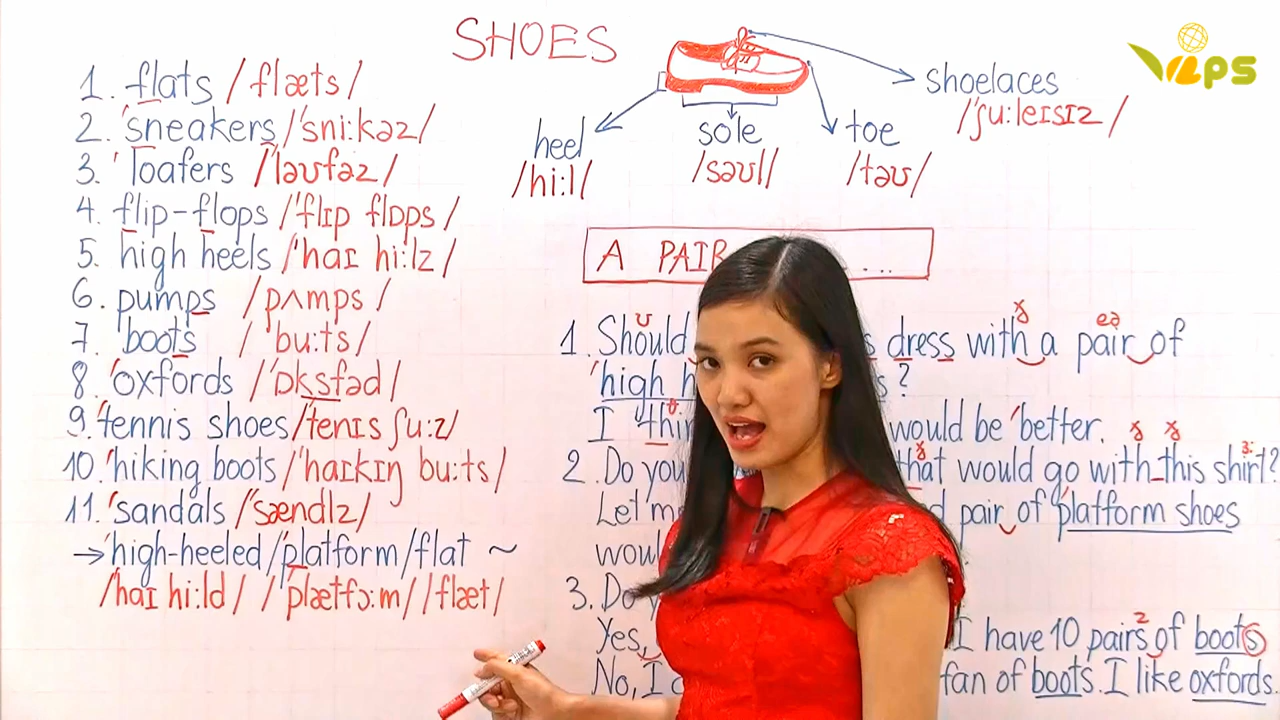 SHOES
VILPS
1. flats /flæts/
2. 'sneakers /'sni:kəz/
3. 'loafers /'ləʊfəz/
4. flip-flops /'flɪp flɒps/
5. high heels /'haɪ hi:lz/
6. pumps /pʌmps/
7. boots /'bu:ts/
8. 'oxfords /'ɒksfəd/
9. 'tennis shoes /'tenɪs ʃu:z/
10. 'hiking boots /'haɪkɪŋ bu:ts/
11. 'sandals /'sændlz/
→ 'high-heeled/'platform/flat ~
/haɪ hi:ld/ /'plætfɔ:m/ /flæt/
heel
/hi:l/
sole
/səʊl/
toe
/təʊ/
shoelaces
/'ʃu:leɪsɪz/
A PAIR ...
ʊ ð eə
1. Should dress with a pair of
'high ?
θ
I would be 'better.
ð ð ð ɜ:
2. Do you that would go with this shirt?
Let pair of 'platform shoes
3. Do
z
Yes, I have 10 pairs of boots
No, I fan of boots. I like oxfords.